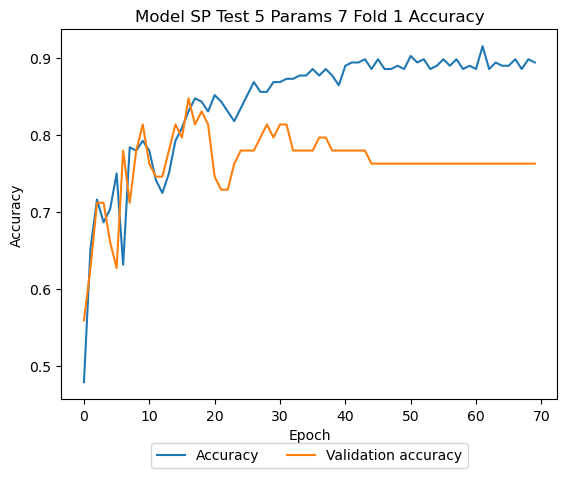 Model SP Test 5 Params 7 Fold 1 Accuracy
0.9
0.8
0.7
0.6
0.5
Accuracy
0 10 20 30 40 50 60 70
Epoch
Accuracy Validation accuracy